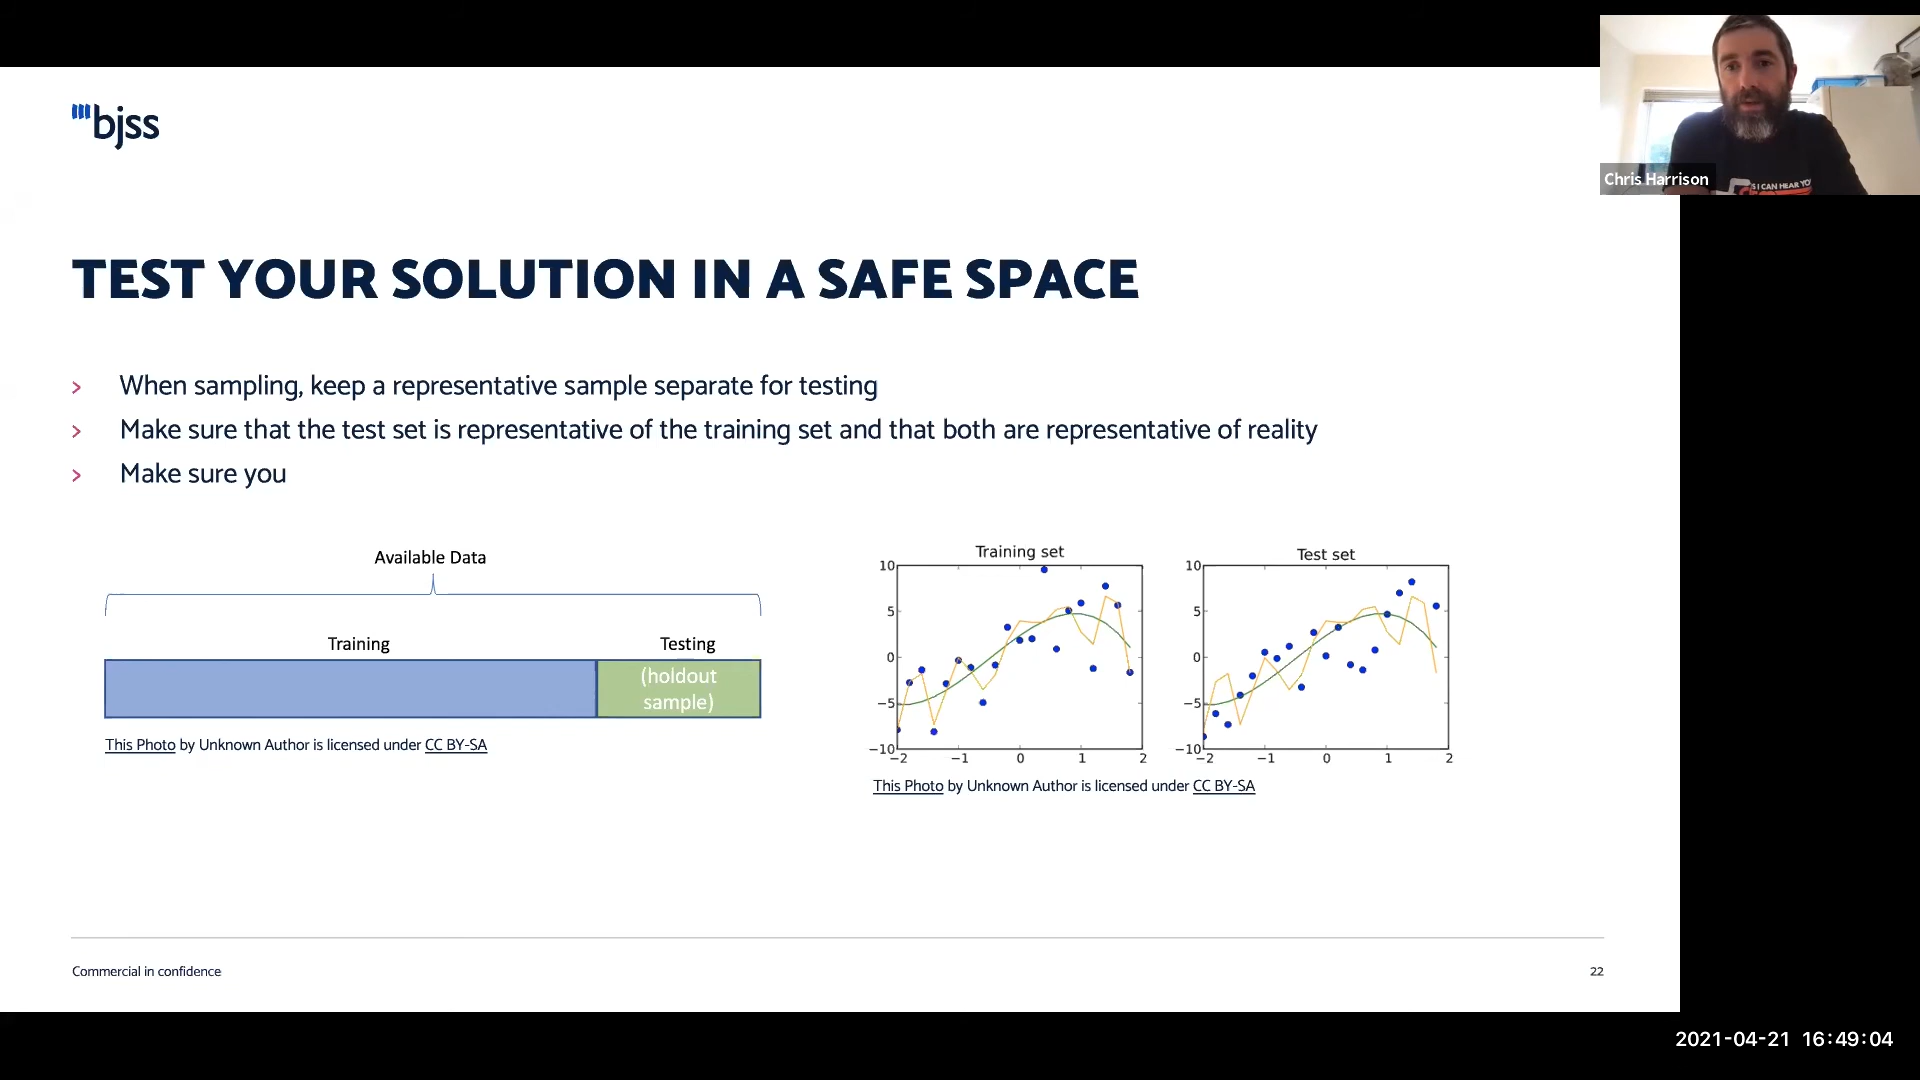 bjss
Chris Harrison
S I CAN HEAR YO
TEST YOUR SOLUTION IN A SAFE SPACE
> When sampling, keep a representative sample separate for testing
> Make sure that the test set is representative of the training set and that both are representative of reality
> Make sure you
Available Data
Training Testing
(holdout
sample)
This Photo by Unknown Author is licensed under CC BY-SA
Training set
10
5
0
−5
−10
−2 −1 0 1 2
Test set
10
5
0
−5
−10
−2 −1 0 1 2
This Photo by Unknown Author is licensed under CC BY-SA
Commercial in confidence
22
2021-04-21 16:49:04